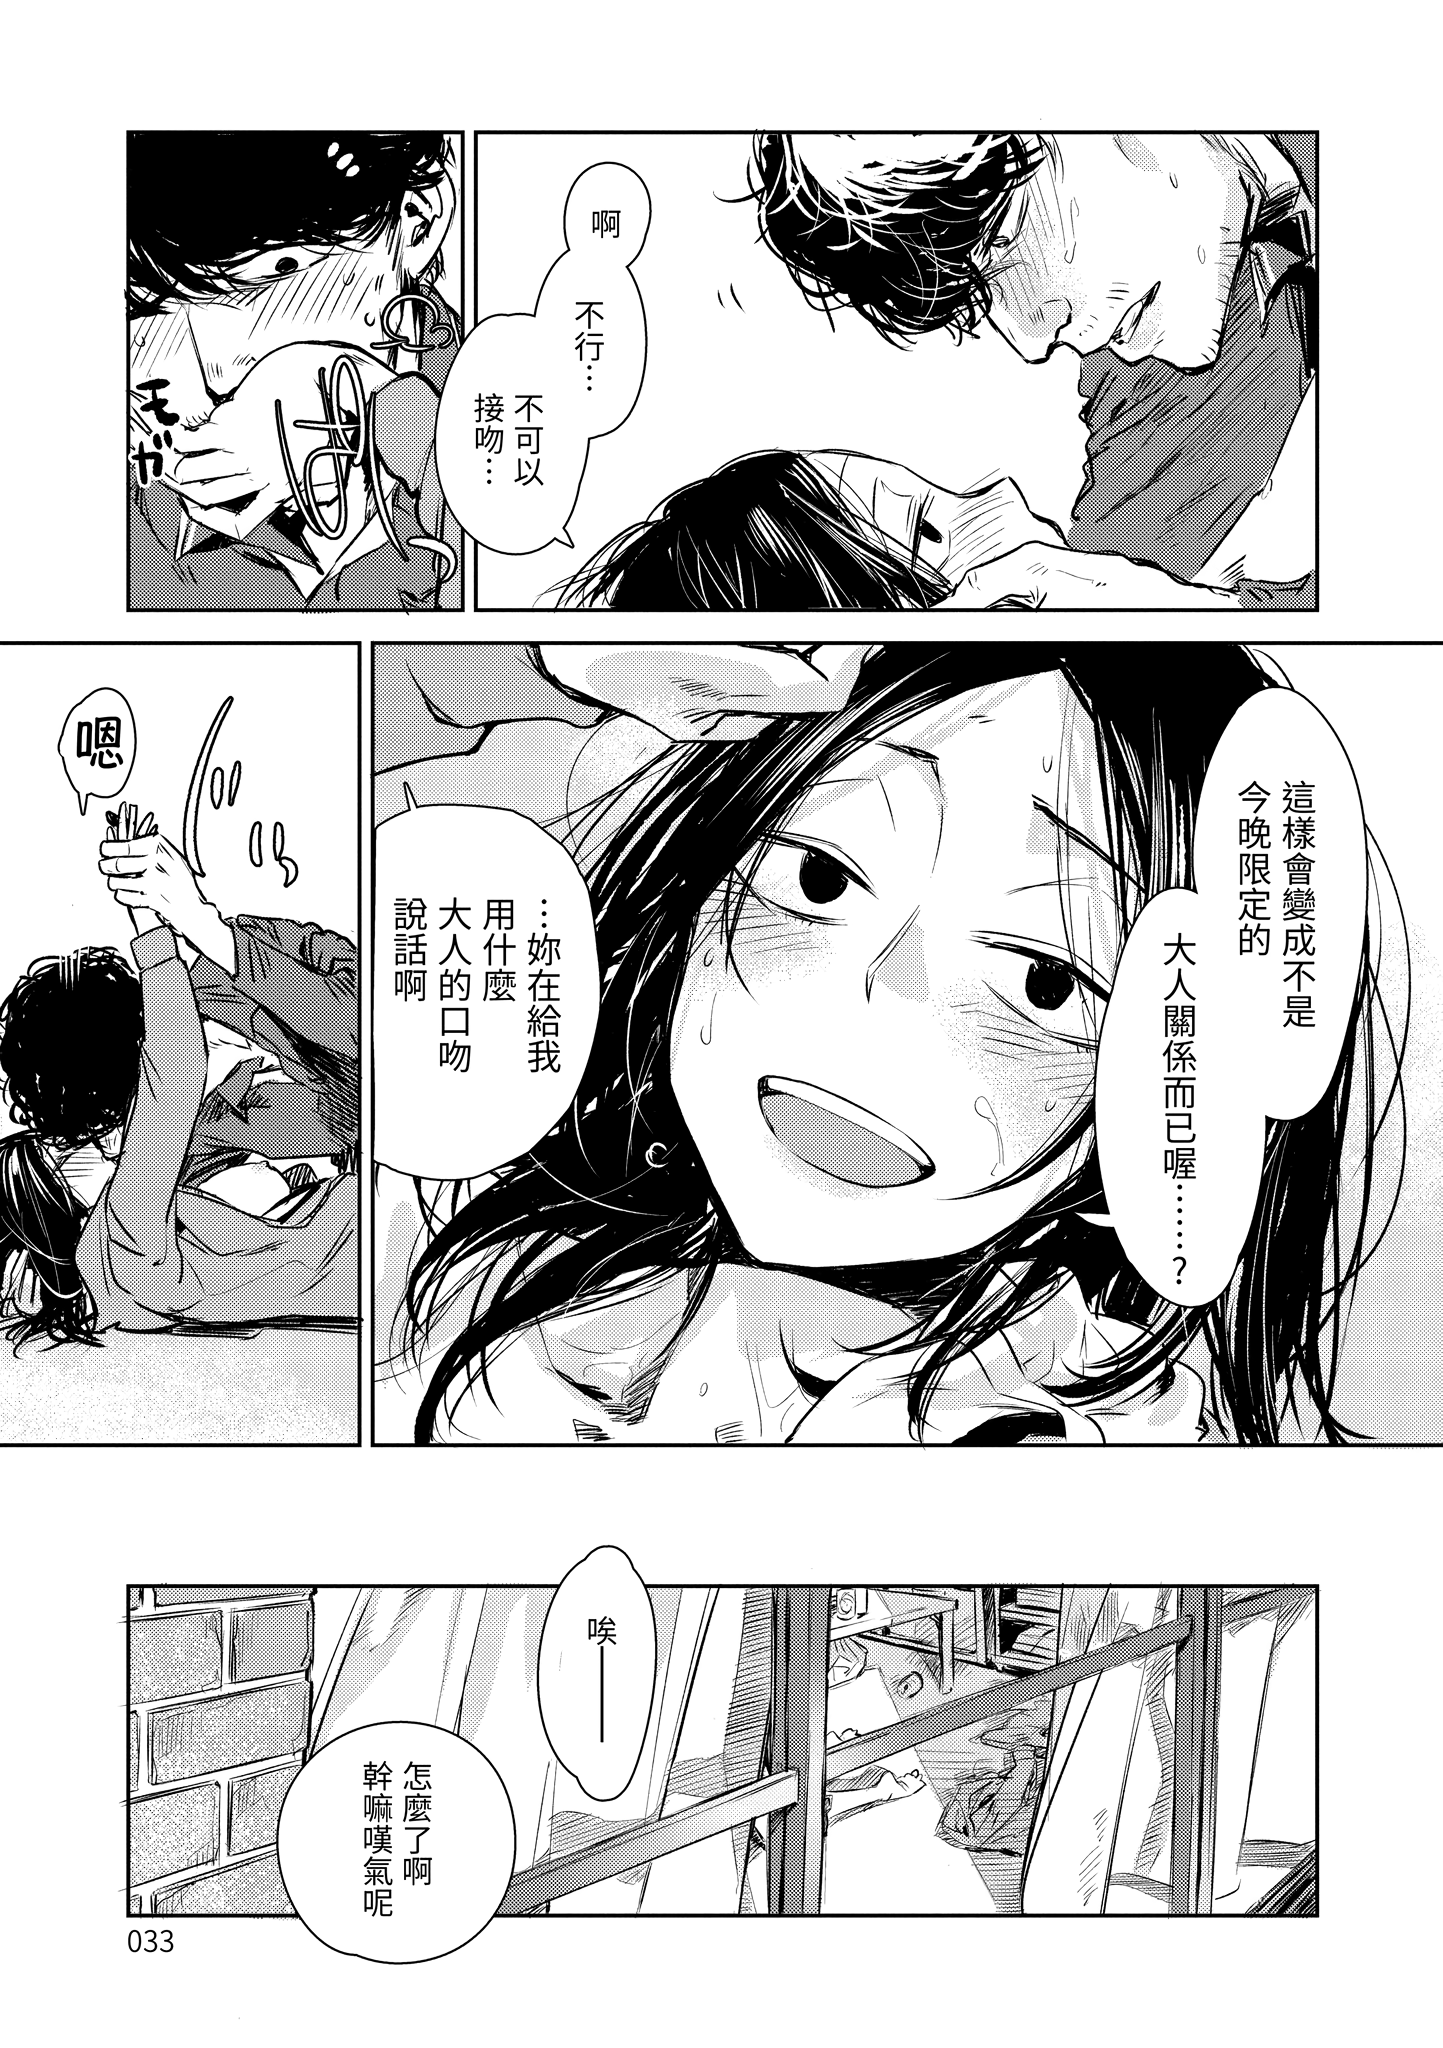 啊
不行…
不可以
接吻…
モガ
這樣會變成不是
今晚限定的
大人關係而已喔……?
…妳在給我
用什麼
大人的口吻
說話啊
嗯
唉——
怎麼了啊
幹嘛嘆氣呢
033